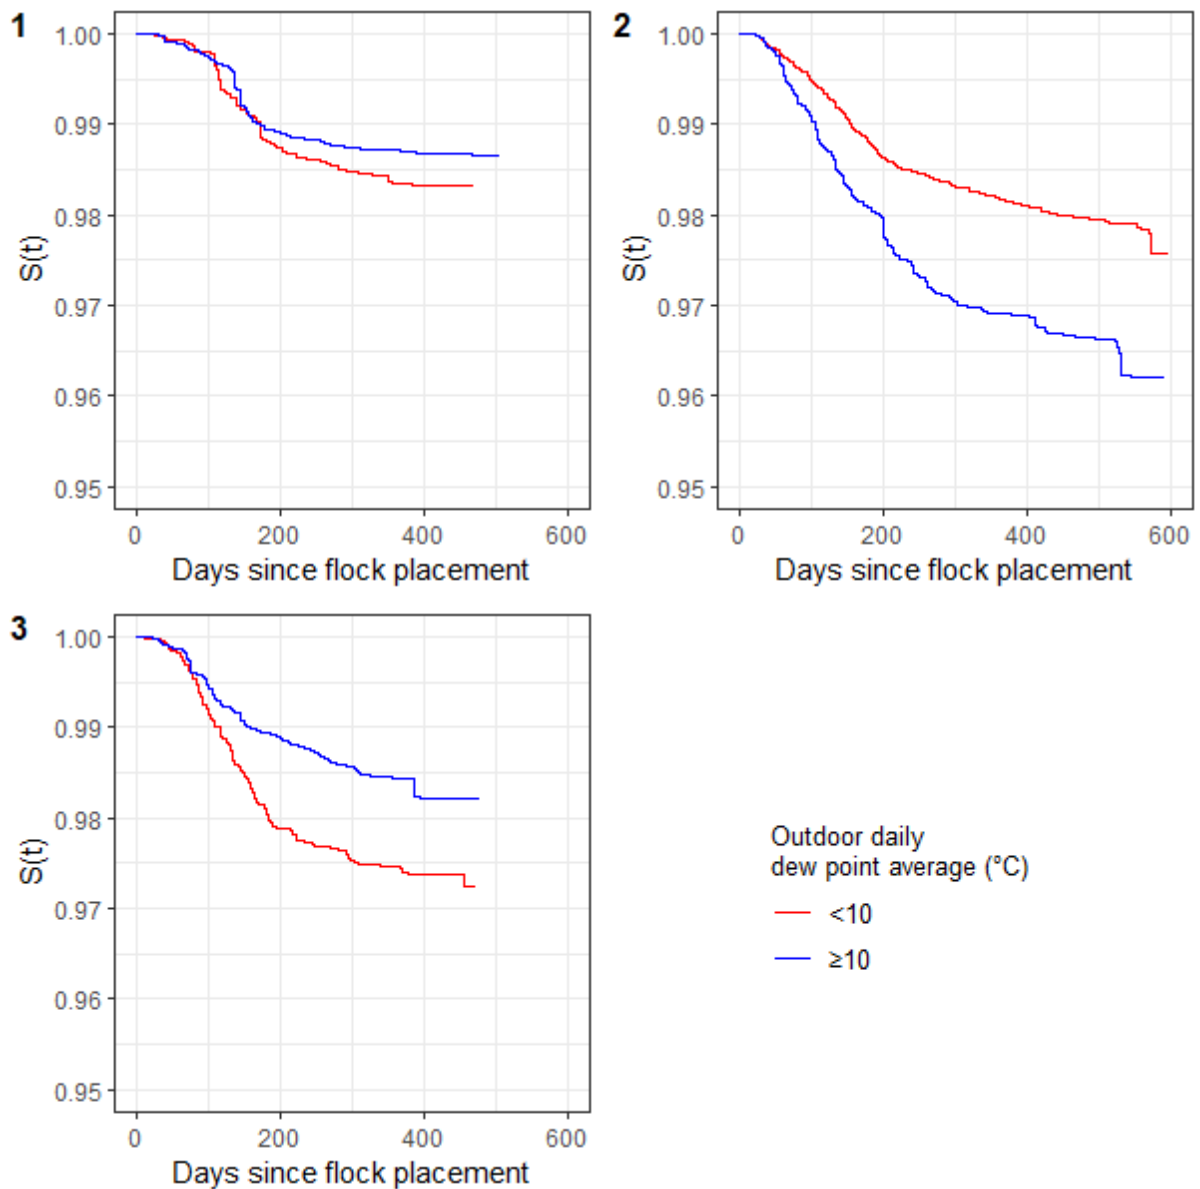 1
1.00
0.99
0.98
0.97
0.96
0.95
S(t)
0 200 400 600
Days since flock placement
2
1.00
0.99
0.98
0.97
0.96
0.95
S(t)
0 200 400 600
Days since flock placement
3
1.00
0.99
0.98
0.97
0.96
0.95
S(t)
0 200 400 600
Days since flock placement
Outdoor daily
dew point average (°C)
<10
≥10